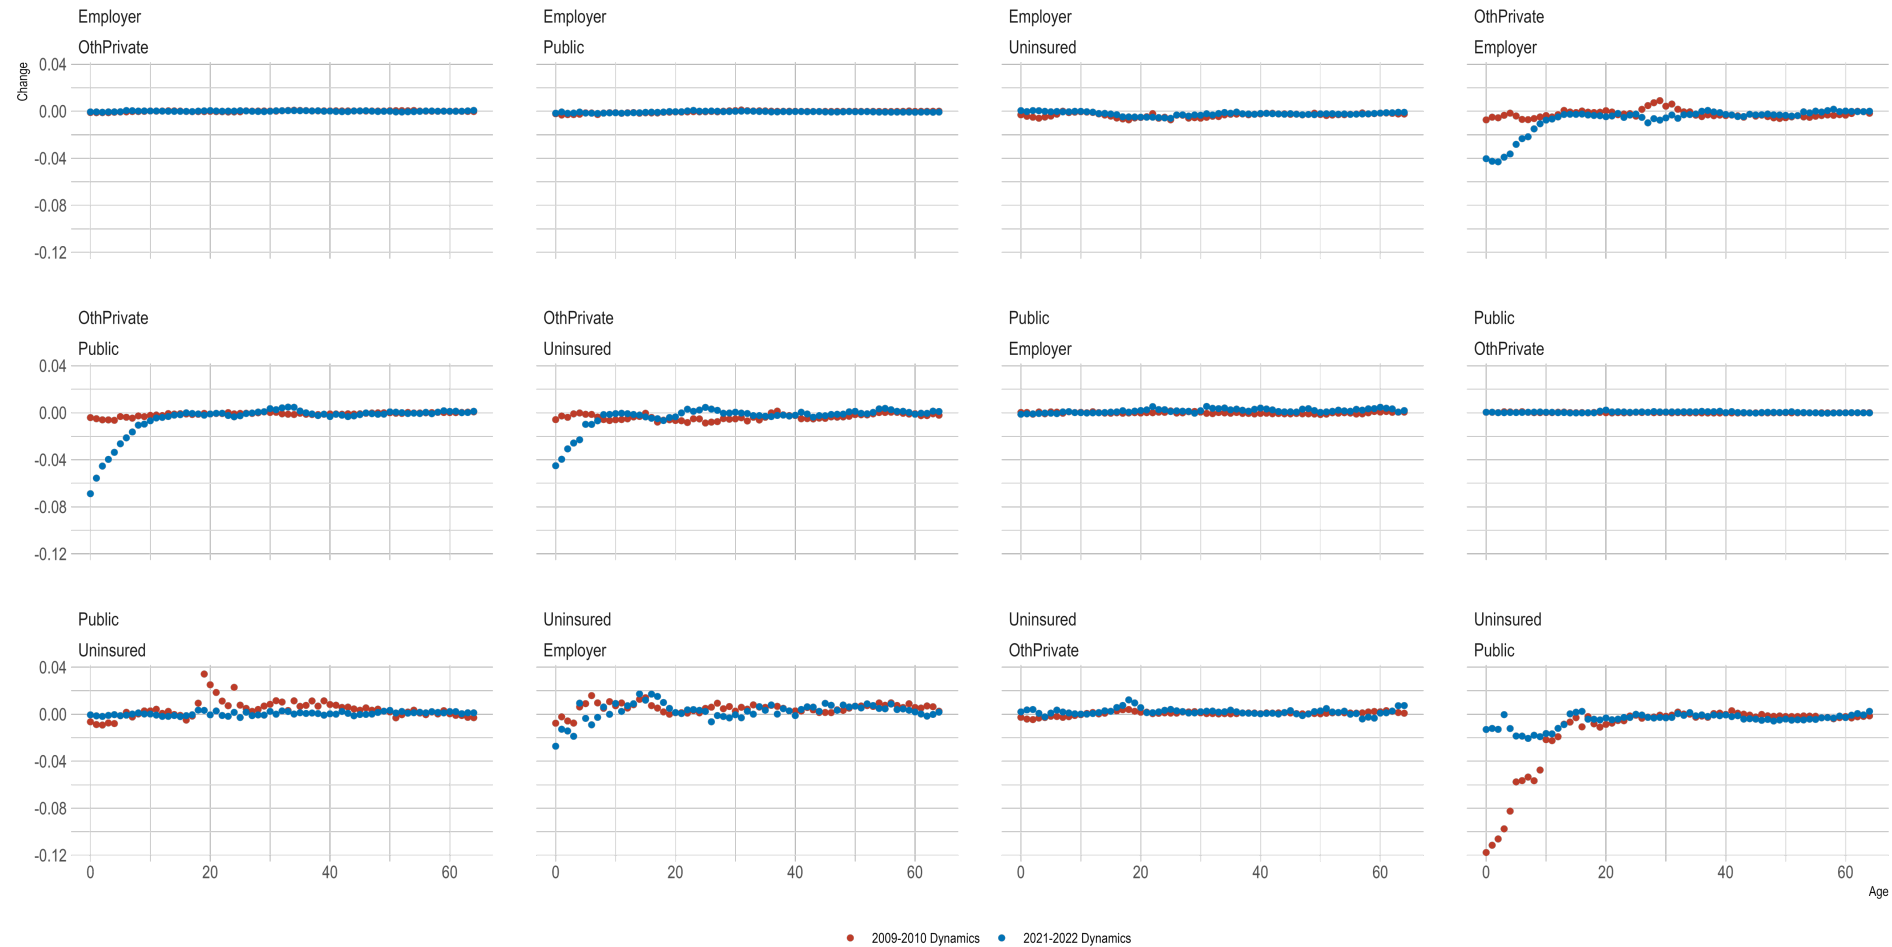 Employer
OthPrivate
Employer
Public
Employer
Uninsured
OthPrivate
Employer
Change
0.04
0.00
-0.04
-0.08
-0.12
OthPrivate
Public
OthPrivate
Uninsured
Public
Employer
Public
OthPrivate
0.04
0.00
-0.04
-0.08
-0.12
Public
Uninsured
Uninsured
Employer
Uninsured
OthPrivate
Uninsured
Public
0.04
0.00
-0.04
-0.08
-0.12
0 20 40 60
0 20 40 60
0 20 40 60
0 20 40 60
Age
2009-2010 Dynamics
2021-2022 Dynamics